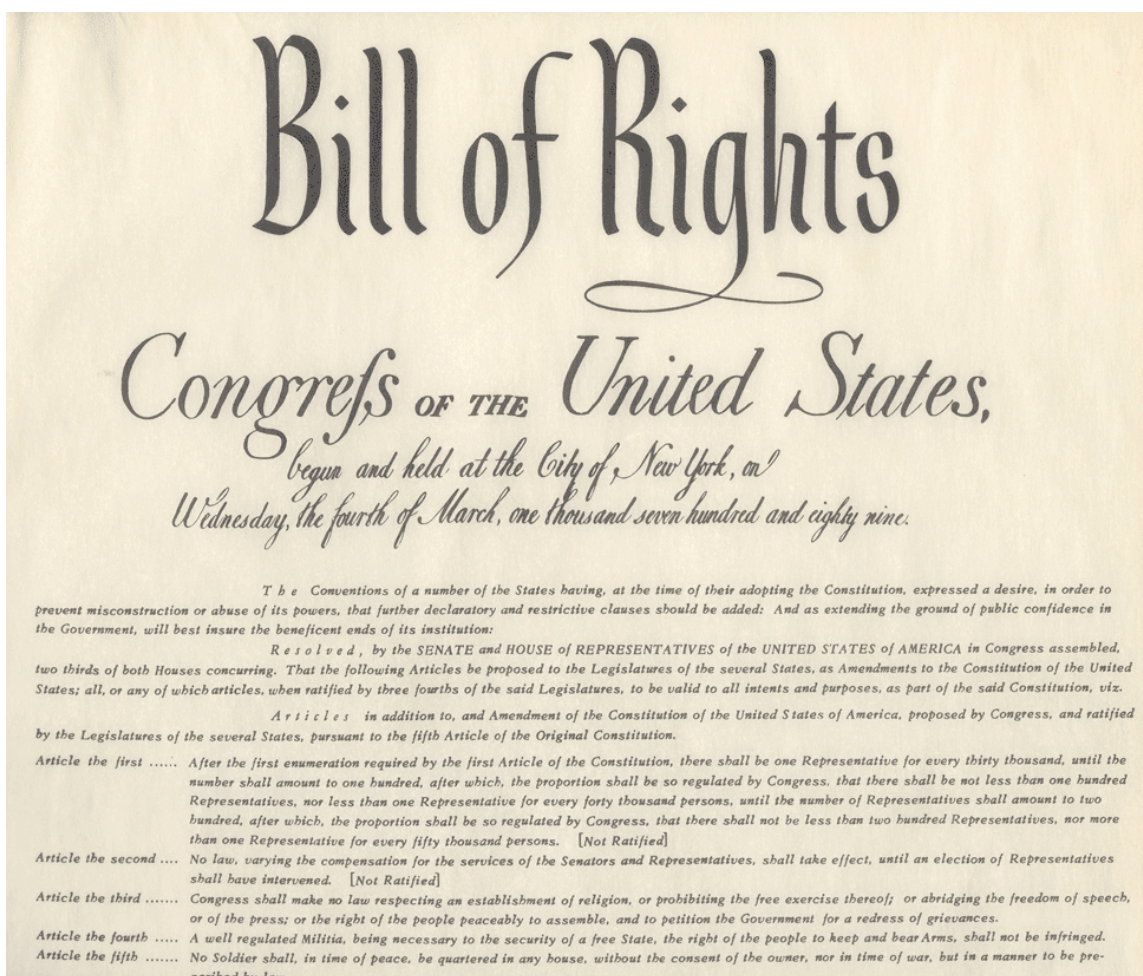 Bill of Rights
Congreſs OF THE United States,
begun and held at the City of New York, on
Wednesday, the fourth of March, one thousand seven hundred and eighty nine.
The Conventions of a number of the States having, at the time of their adopting the Constitution, expressed a desire, in order to
prevent misconstruction or abuse of its powers, that further declaratory and restrictive clauses should be added: And as extending the ground of public confidence in
the Government, will best insure the beneficent ends of its institution:
Resolved, by the SENATE and HOUSE of REPRESENTATIVES of the UNITED STATES of AMERICA in Congress assembled,
two thirds of both Houses concurring. That the following Articles be proposed to the Legislatures of the several States, as Amendments to the Constitution of the United
States; all, or any of which articles, when ratified by three fourths of the said Legislatures, to be valid to all intents and purposes, as part of the said Constitution, viz.
Articles in addition to, and Amendment of the Constitution of the United States of America, proposed by Congress, and ratified
by the Legislatures of the several States, pursuant to the fifth Article of the Original Constitution.
Article the first ...... After the first enumeration required by the first Article of the Constitution, there shall be one Representative for every thirty thousand, until the
number shall amount to one hundred, after which, the proportion shall be so regulated by Congress, that there shall be not less than one hundred
Representatives, nor less than one Representative for every forty thousand persons, until the number of Representatives shall amount to two
hundred, after which, the proportion shall be so regulated by Congress, that there shall not be less than two hundred Representatives, nor more
than one Representative for every fifty thousand persons. [Not Ratified]
Article the second .... No law, varying the compensation for the services of the Senators and Representatives, shall take effect, until an election of Representatives
shall have intervened. [Not Ratified]
Article the third ....... Congress shall make no law respecting an establishment of religion, or prohibiting the free exercise thereof; or abridging the freedom of speech,
or of the press; or the right of the people peaceably to assemble, and to petition the Government for a redress of grievances.
Article the fourth ..... A well regulated Militia, being necessary to the security of a free State, the right of the people to keep and bear Arms, shall not be infringed.
Article the fifth ....... No Soldier shall, in time of peace, be quartered in any house, without the consent of the owner, nor in time of war, but in a manner to be pre-